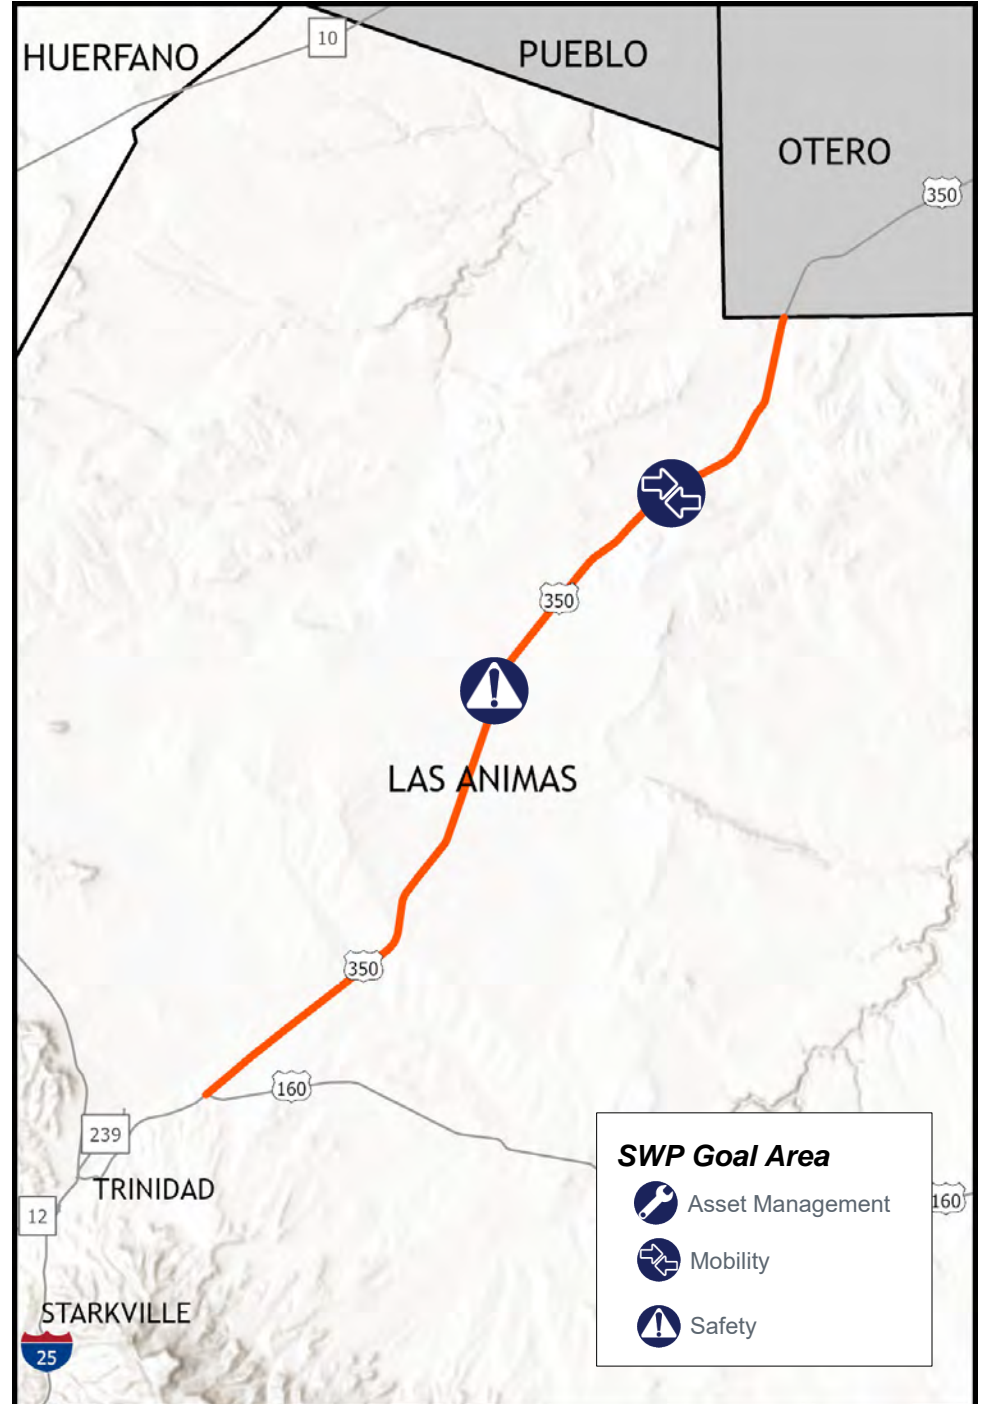 10
HUERFANO
PUEBLO
OTERO
350
350
LAS ANIMAS
350
160
239
TRINIDAD
12
160
STARKVILLE
25
SWP Goal Area
Asset Management
Mobility
Safety